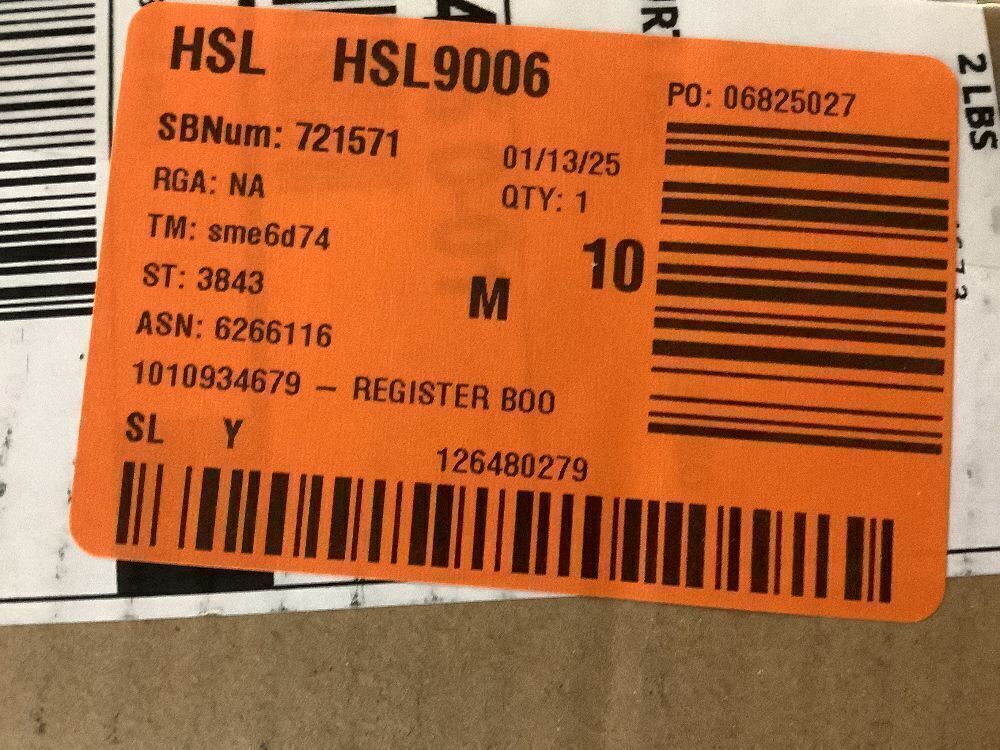 HSL HSL9006
PO: 06825027
SBNum: 721571
01/13/25
RGA: NA
QTY: 1
TM: sme6d74
10
ST: 3843
M
ASN: 6266116
1010934679 – REGISTER BOO
SL Y
126480279
2 LBS